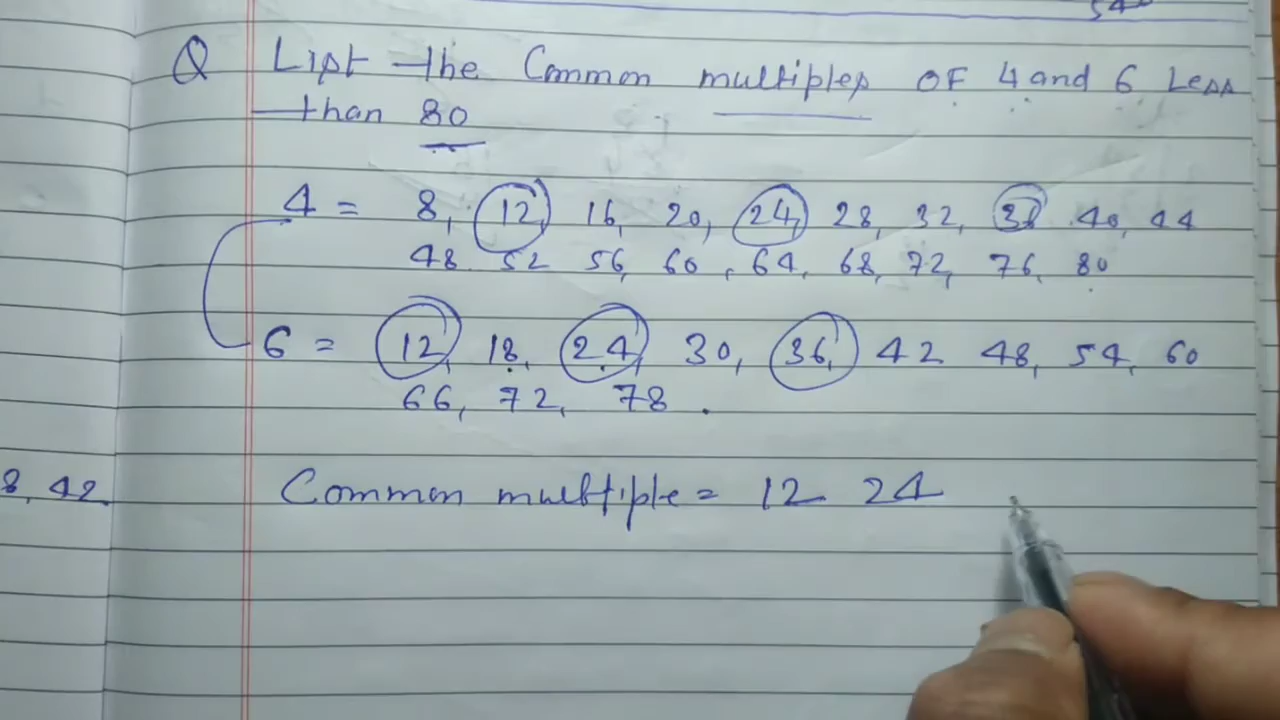 54
Q List the Common multiples OF 4 and 6 Less
than 80
4 = 8, 12, 16, 20, 24, 28, 32, 36 40, 44
48 52 56, 60, 64, 68, 72, 76, 80
6 = 12, 18, 24, 30, 36, 42 48, 54, 60
66, 72, 78.
8, 42
Common multiple = 12 24